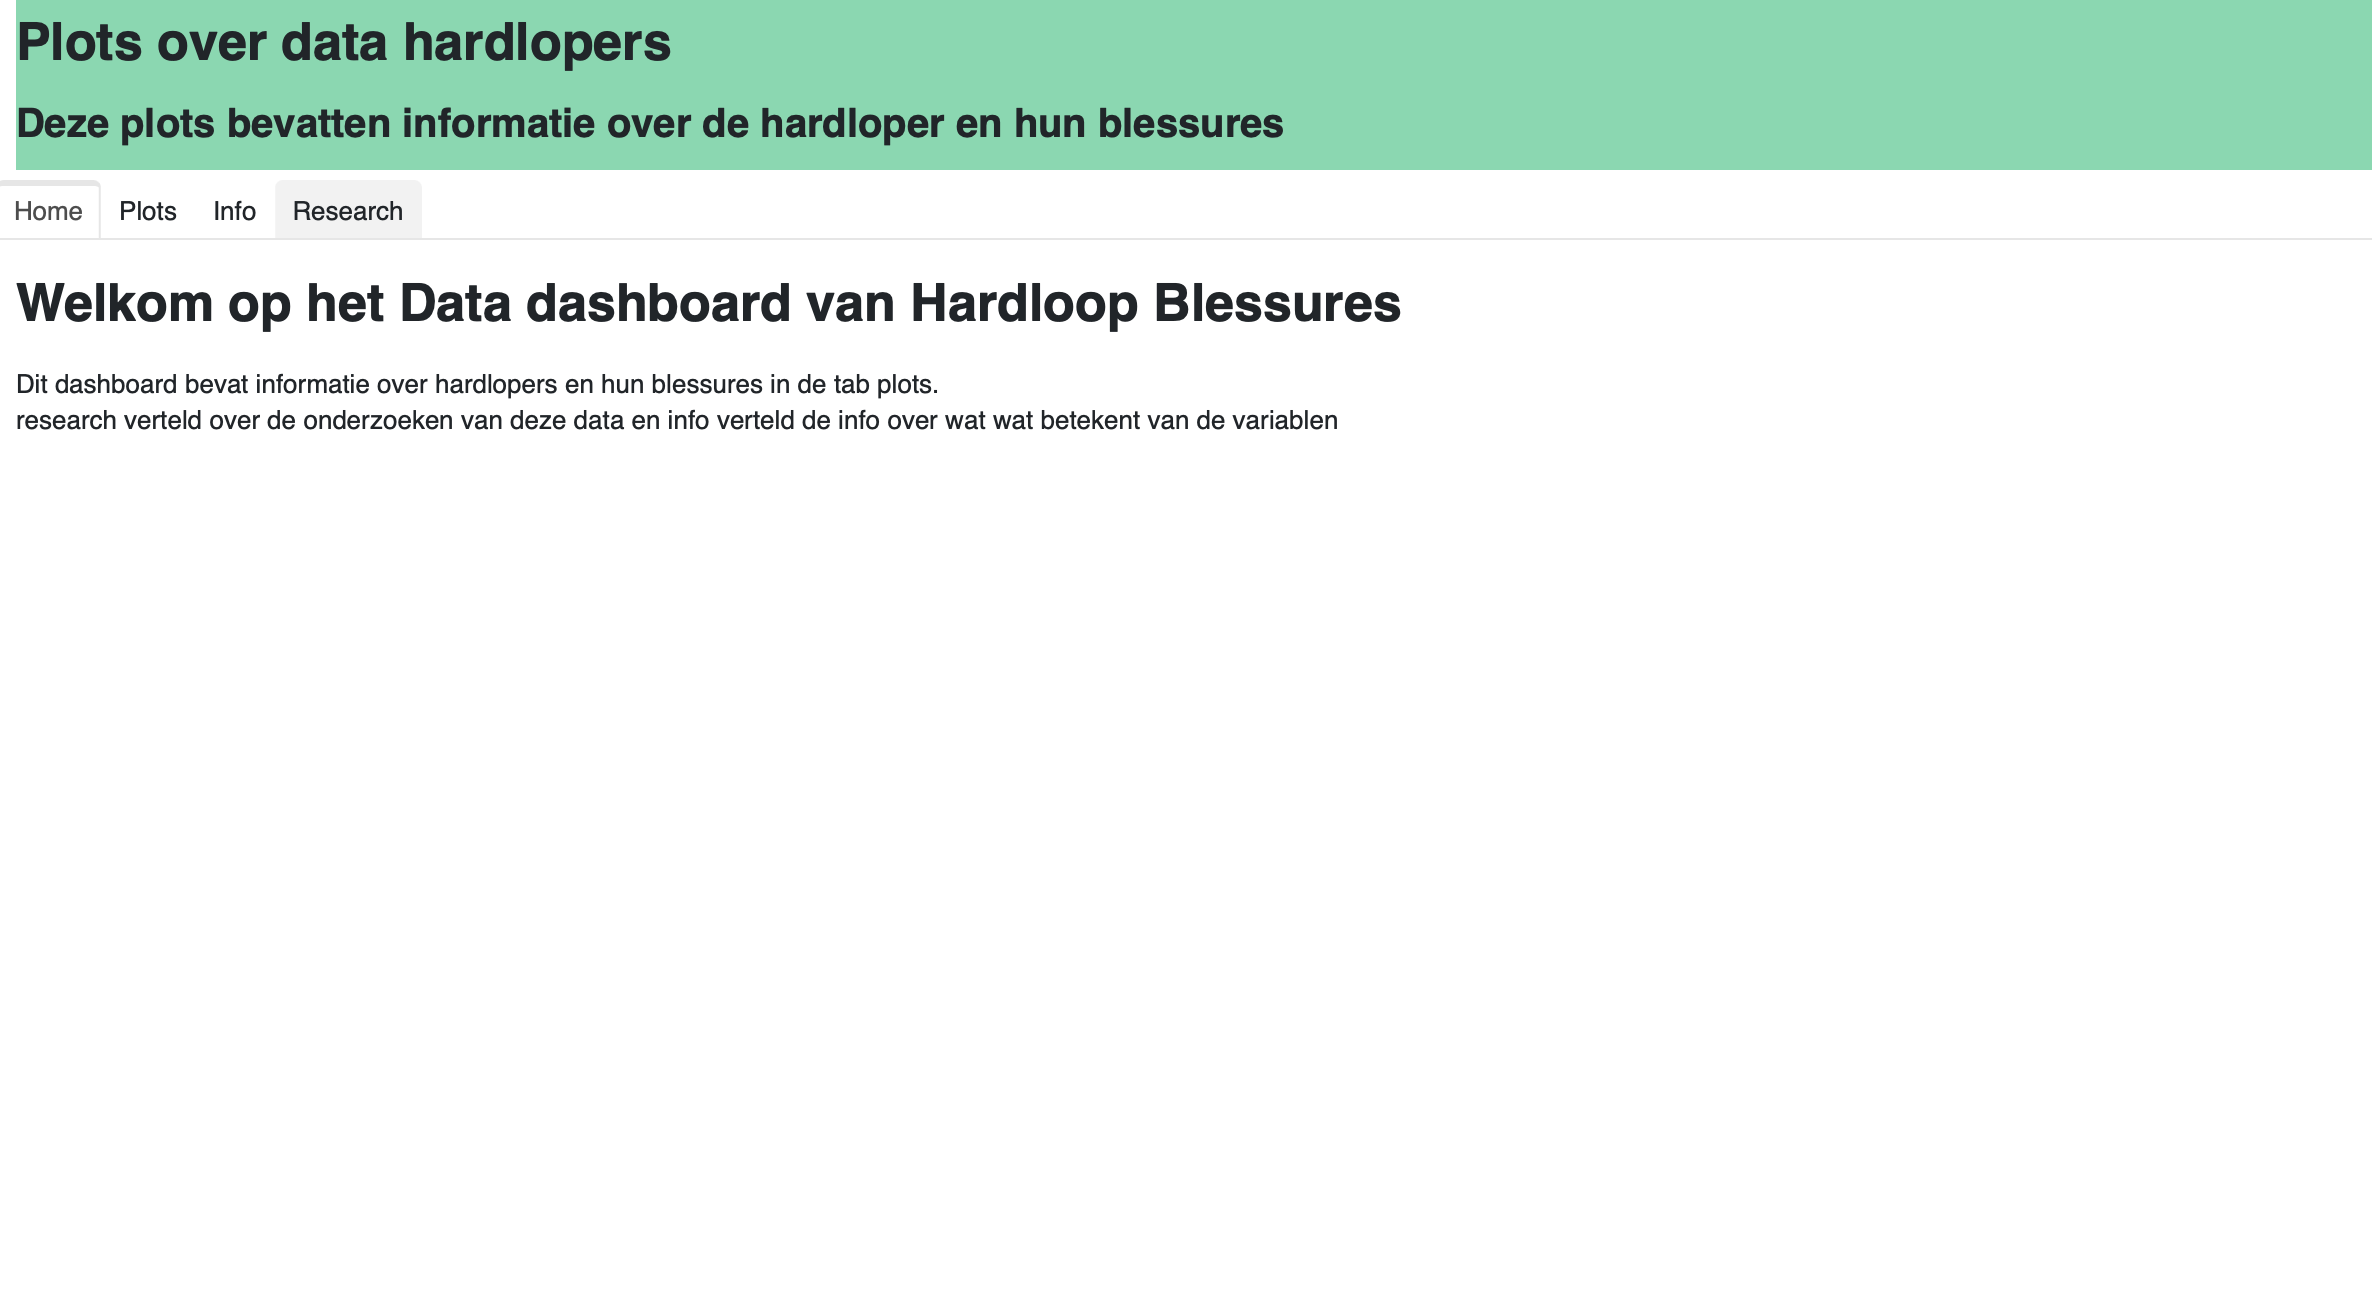 Plots over data hardlopers
Deze plots bevatten informatie over de hardloper en hun blessures
Home Plots Info Research
Welkom op het Data dashboard van Hardloop Blessures
Dit dashboard bevat informatie over hardlopers en hun blessures in de tab plots.
research verteld over de onderzoeken van deze data en info verteld de info over wat wat betekent van de variablen